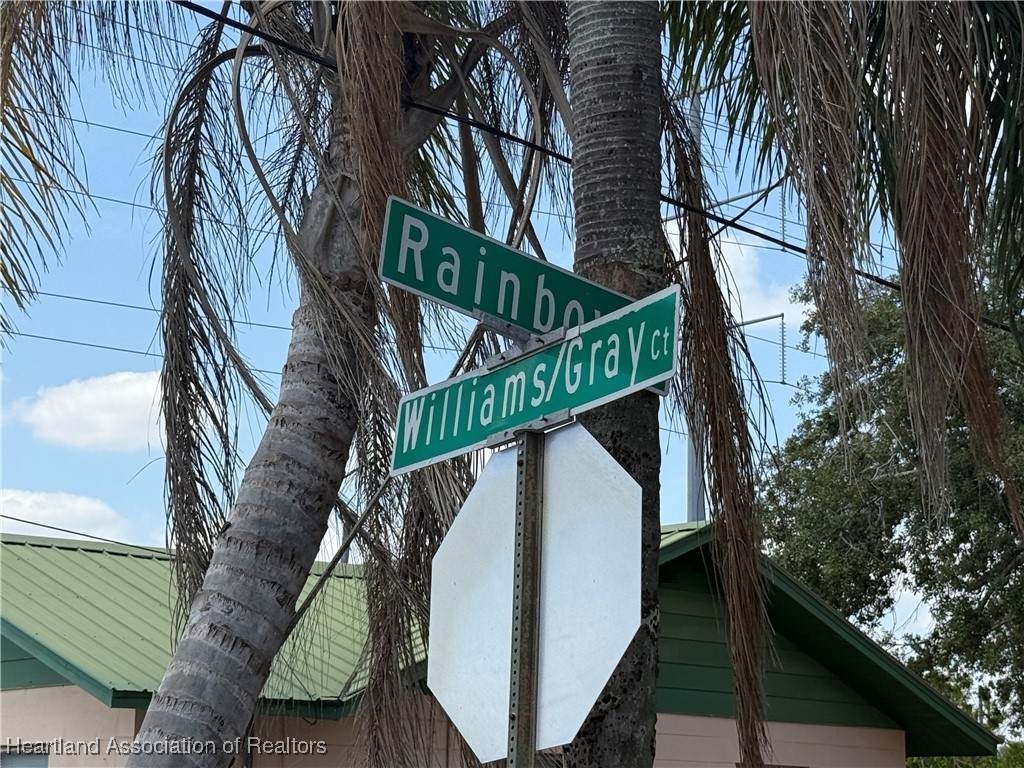 Rainbo
Williams/Gray Ct
Heartland Association of Realtors